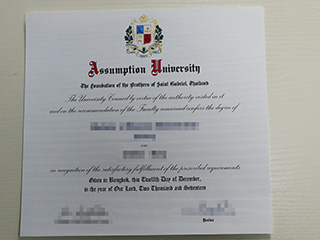 Assumption University
The Foundation of the Brothers of Saint Gabriel, Thailand
The University Council by virtue of the authority vested in it
and on the recommendation of the Faculty concerned confers the degree of
in recognition of the satisfactory fulfillment of the prescribed requirements
Given in Bangkok, this Twelfth Day of December,
in the year of Our Lord, Two Thousand and Seventeen
Rector